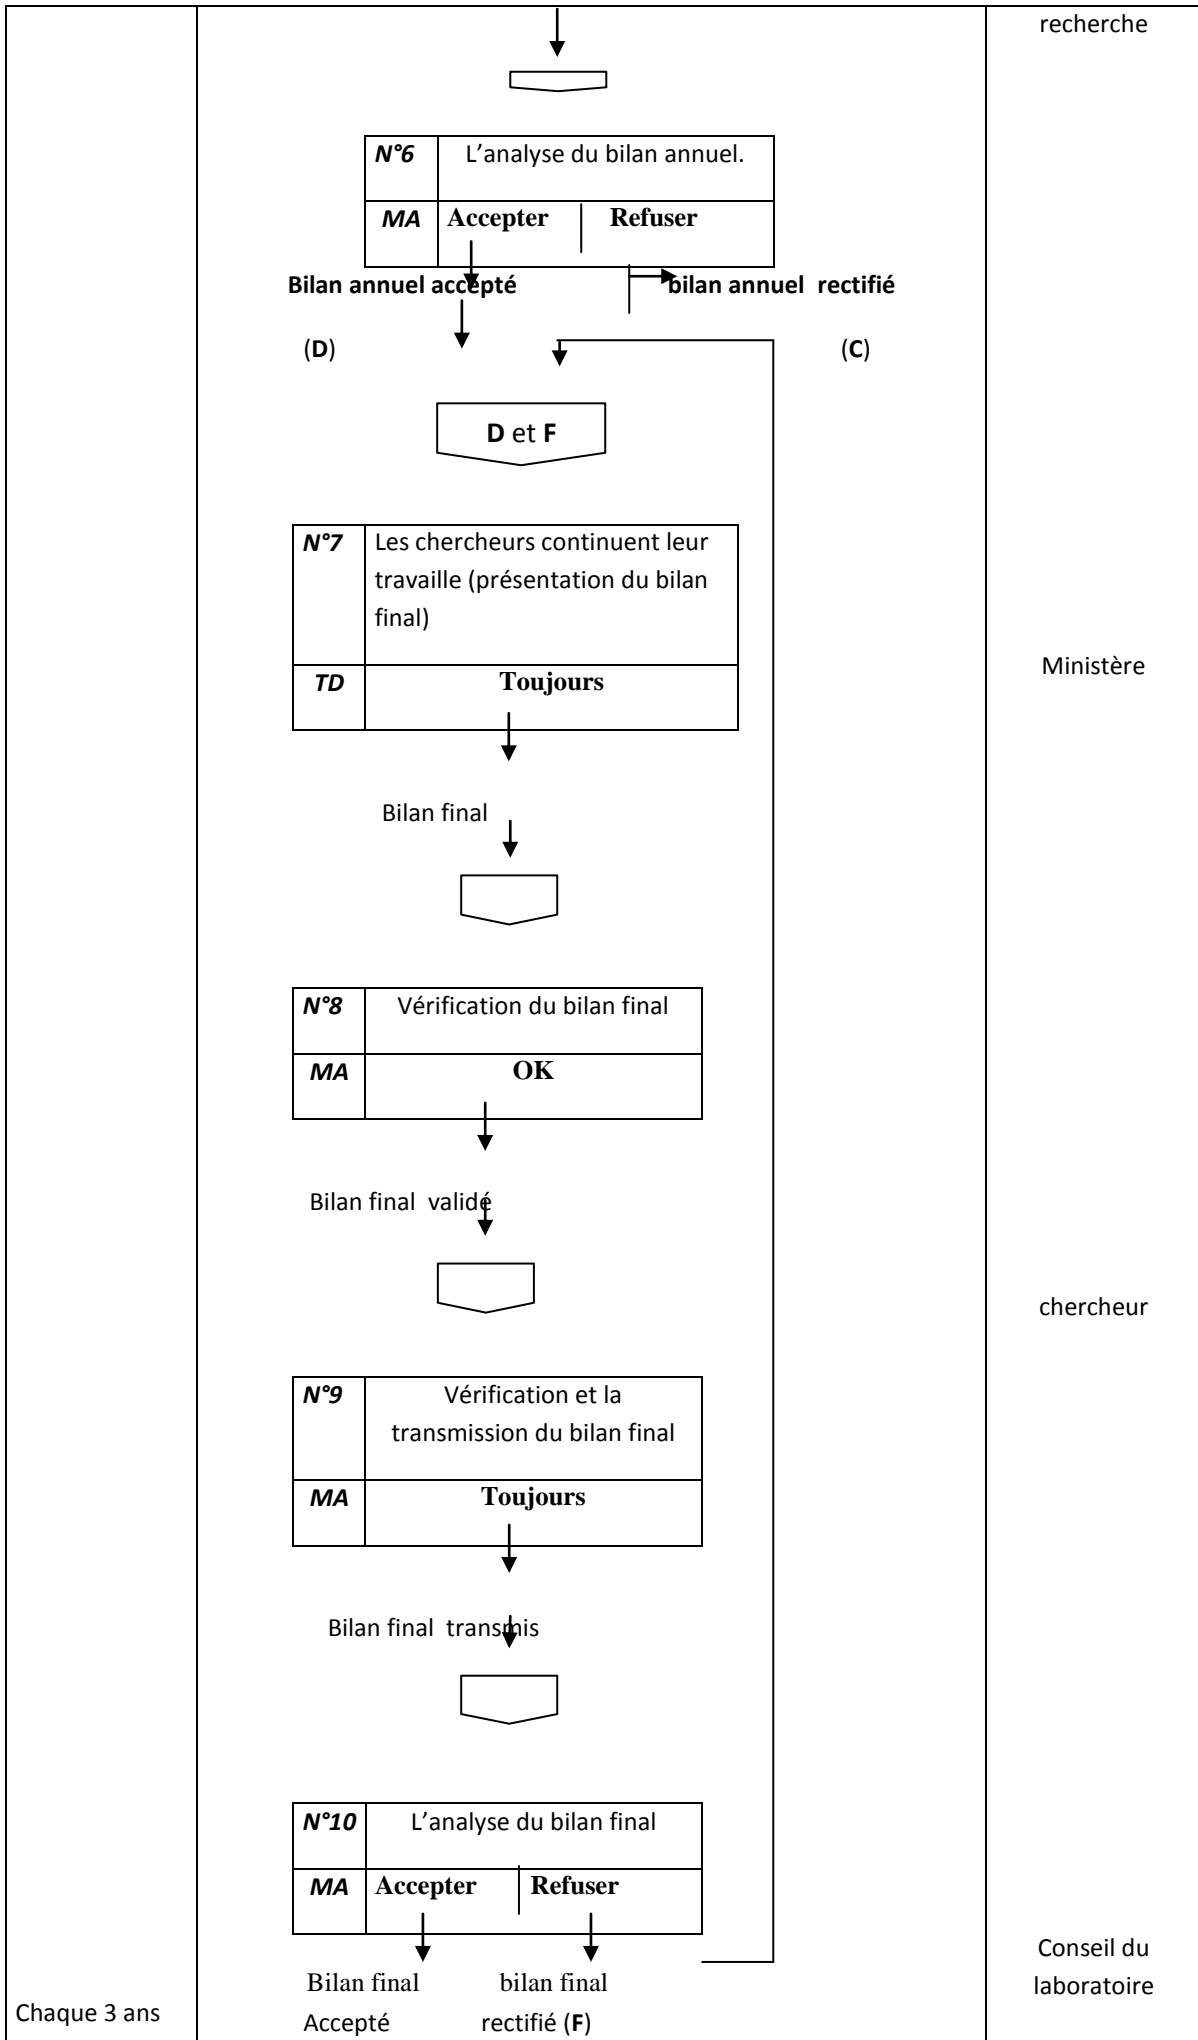 recherche
N°6 L'analyse du bilan annuel.
MA Accepter Refuser
Bilan annuel accepté bilan annuel rectifié
(D) (C)
D et F
N°7 Les chercheurs continuent leur
travaille (présentation du bilan
final)
Ministère
TD Toujours
Bilan final
N°8 Vérification du bilan final
MA OK
Bilan final validé
chercheur
N°9 Vérification et la
transmission du bilan final
MA Toujours
Bilan final transmis
N°10 L'analyse du bilan final
MA Accepter Refuser
Conseil du
laboratoire
Bilan final bilan final
Accepté rectifié (F)
Chaque 3 ans